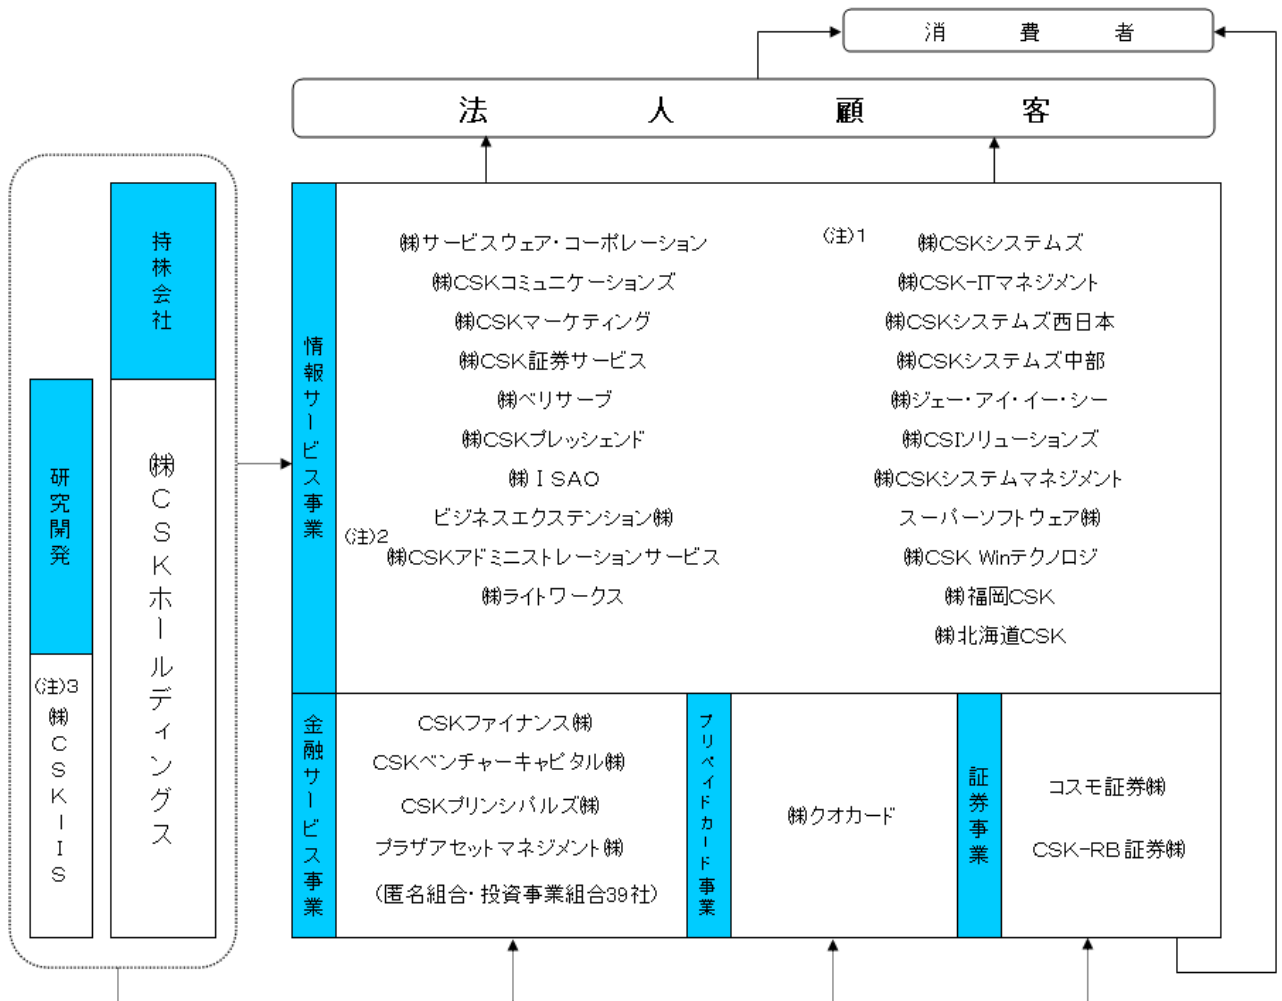 消費者
法人顧客
持株会社
㈱CSKホールディングス
研究開発
(注)3
㈱CSK-IS
情報サービス事業
㈱サービスウェア・コーポレーション
㈱CSKコミュニケーションズ
㈱CSKマーケティング
㈱CSK証券サービス
㈱ベリサーブ
㈱CSKプレッシェンド
㈱ISAO
ビジネスエクステンション㈱
(注)2
㈱CSKアドミニストレーションサービス
㈱ライトワークス
(注)1
㈱CSKシステムズ
㈱CSK-ITマネジメント
㈱CSKシステムズ西日本
㈱CSKシステムズ中部
㈱ジェー・アイ・イー・シー
㈱CSIソリューションズ
㈱CSKシステムマネジメント
スーパーソフトウェア㈱
㈱CSK Winテクノロジ
㈱福岡CSK
㈱北海道CSK
金融サービス事業
CSKファイナンス㈱
CSKベンチャーキャピタル㈱
CSKプリンシパルズ㈱
プラザアセットマネジメント㈱
(匿名組合・投資事業組合39社)
プリペイドカード事業
㈱クオカード
証券事業
コスモ証券㈱
CSK-RB証券㈱